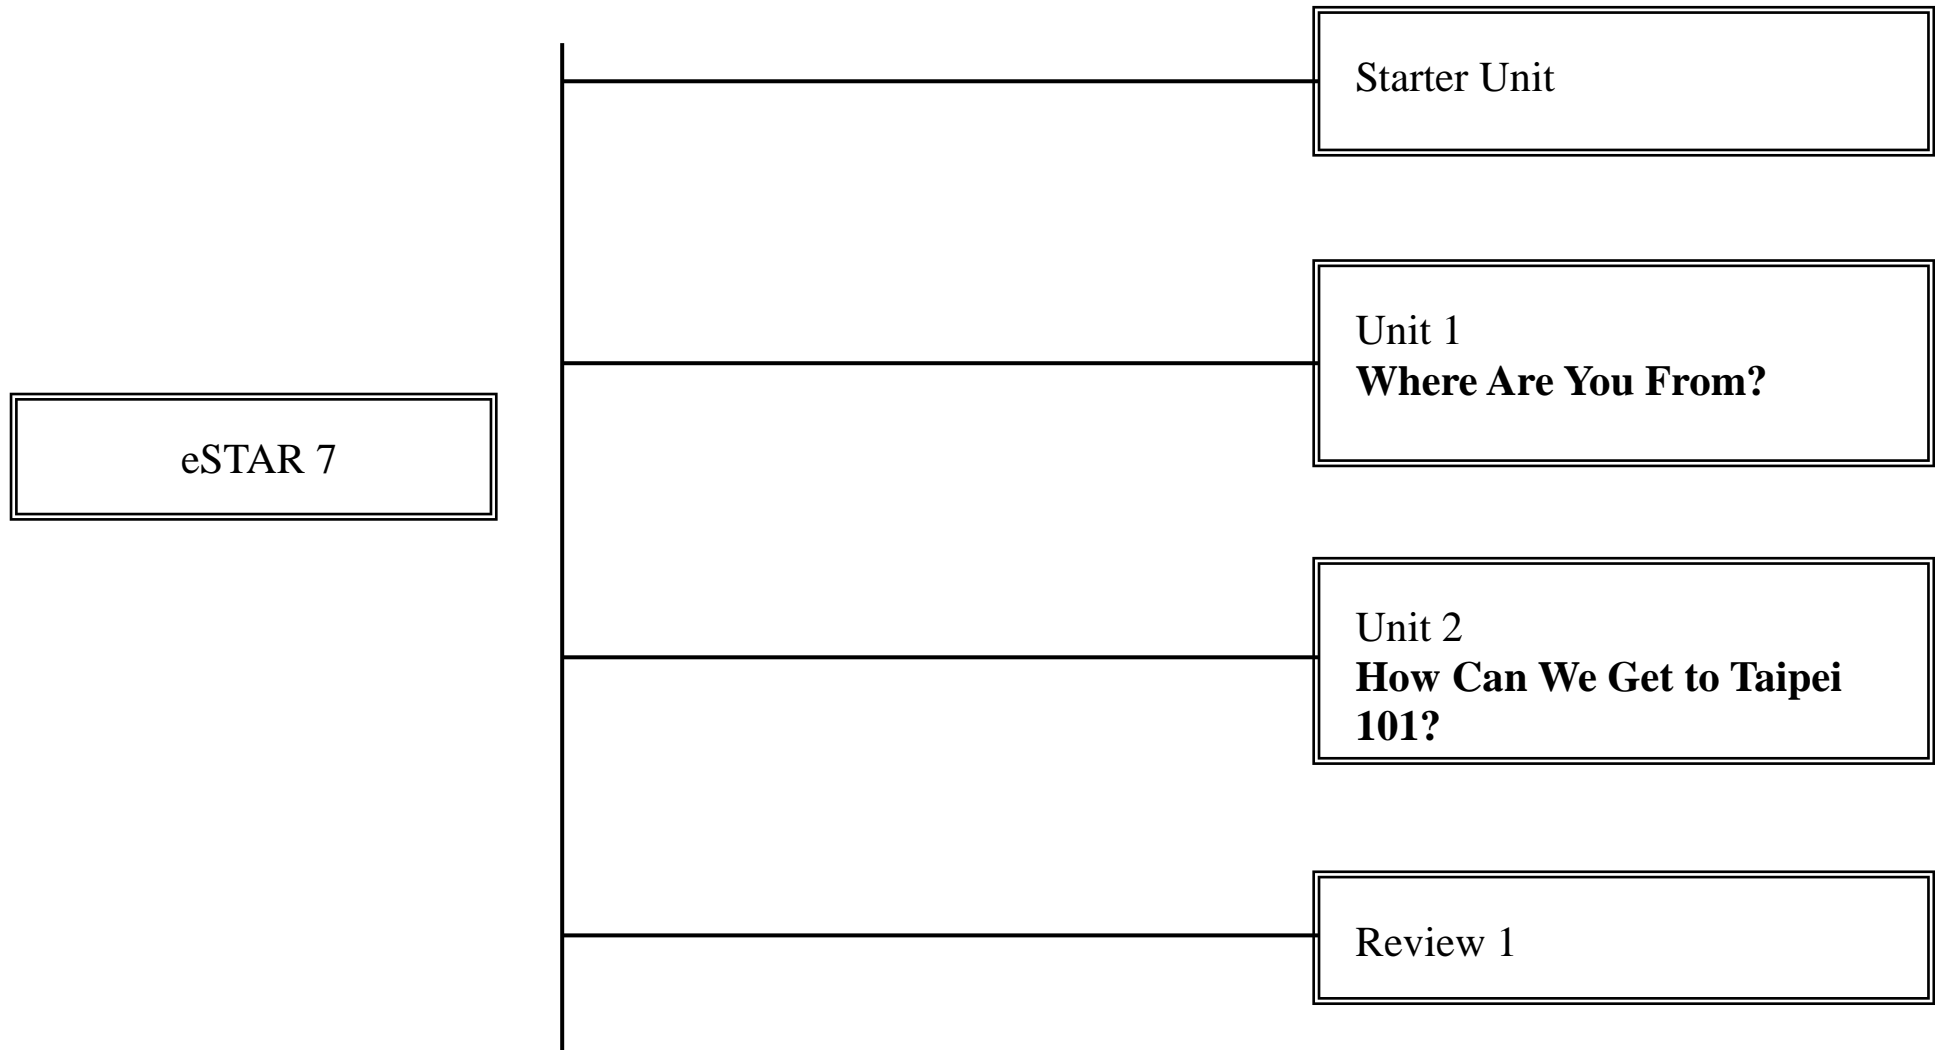 Starter Unit
Unit 1
Where Are You From?
eSTAR 7
Unit 2
How Can We Get to Taipei
101?
Review 1